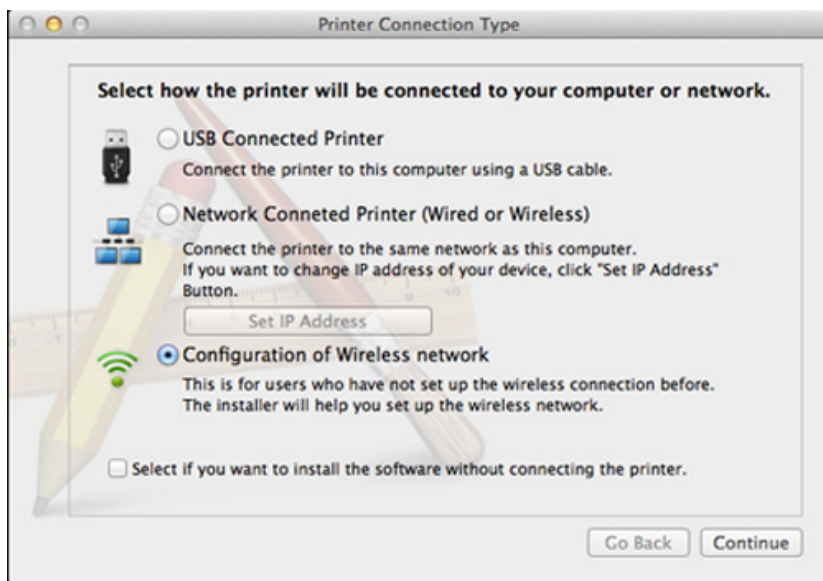 Printer Connection Type
Select how the printer will be connected to your computer or network.
USB Connected Printer
Connect the printer to this computer using a USB cable.
Network Conneted Printer (Wired or Wireless)
Connect the printer to the same network as this computer.
If you want to change IP address of your device, click "Set IP Address"
Button.
Set IP Address
Configuration of Wireless network
This is for users who have not set up the wireless connection before.
The installer will help you set up the wireless network.
Select if you want to install the software without connecting the printer.
Go Back Continue